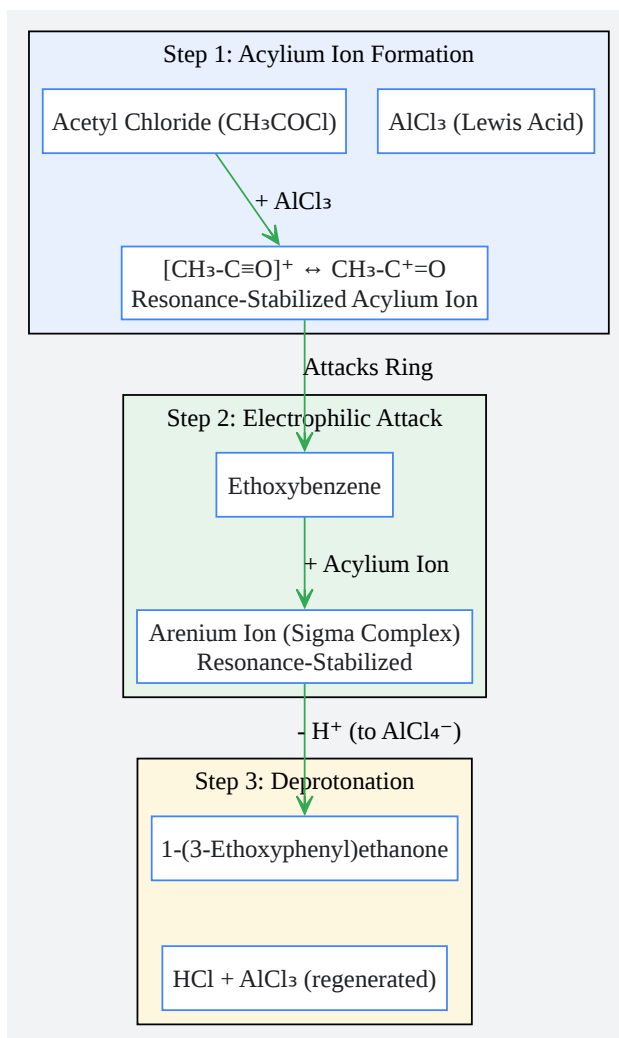 Step 1: Acylium Ion Formation
Acetyl Chloride (CH₃COCl)
AlCl₃ (Lewis Acid)
+ AlCl₃
[CH₃-C≡O]⁺ ↔ CH₃-C⁺=O
Resonance-Stabilized Acylium Ion
Attacks Ring
Step 2: Electrophilic Attack
Ethoxybenzene
+ Acylium Ion
Arenium Ion (Sigma Complex)
Resonance-Stabilized
- H⁺ (to AlCl₄⁻)
Step 3: Deprotonation
1-(3-Ethoxyphenyl)ethanone
HCl + AlCl₃ (regenerated)